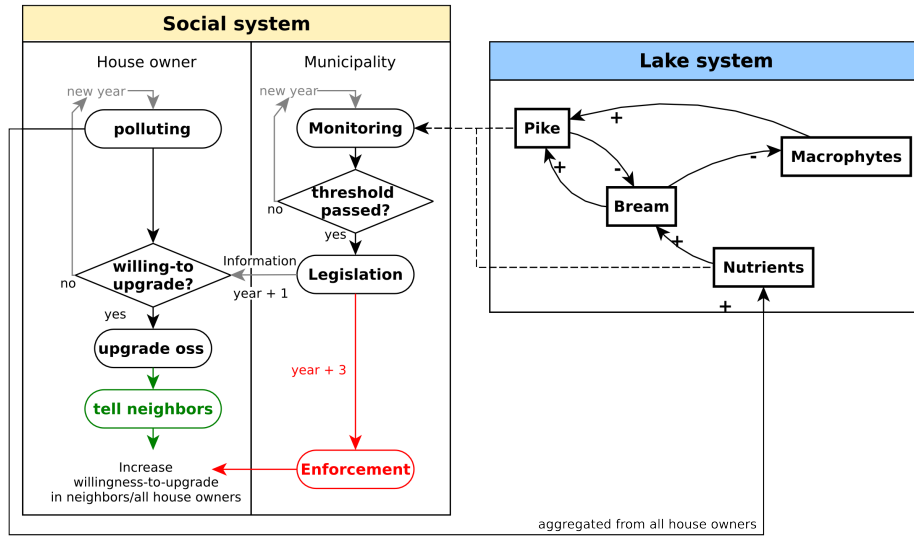 Social system
House owner
Municipality
new year
polluting
willing-to
upgrade?
no
yes
upgrade oss
tell neighbors
Increase
willingness-to-upgrade
in neighbors/all house owners
new year
Monitoring
threshold
passed?
no
yes
Information
year + 1
Legislation
year + 3
Enforcement
Lake system
Pike
+
Macrophytes
-
+
-
Bream
+
Nutrients
+
aggregated from all house owners